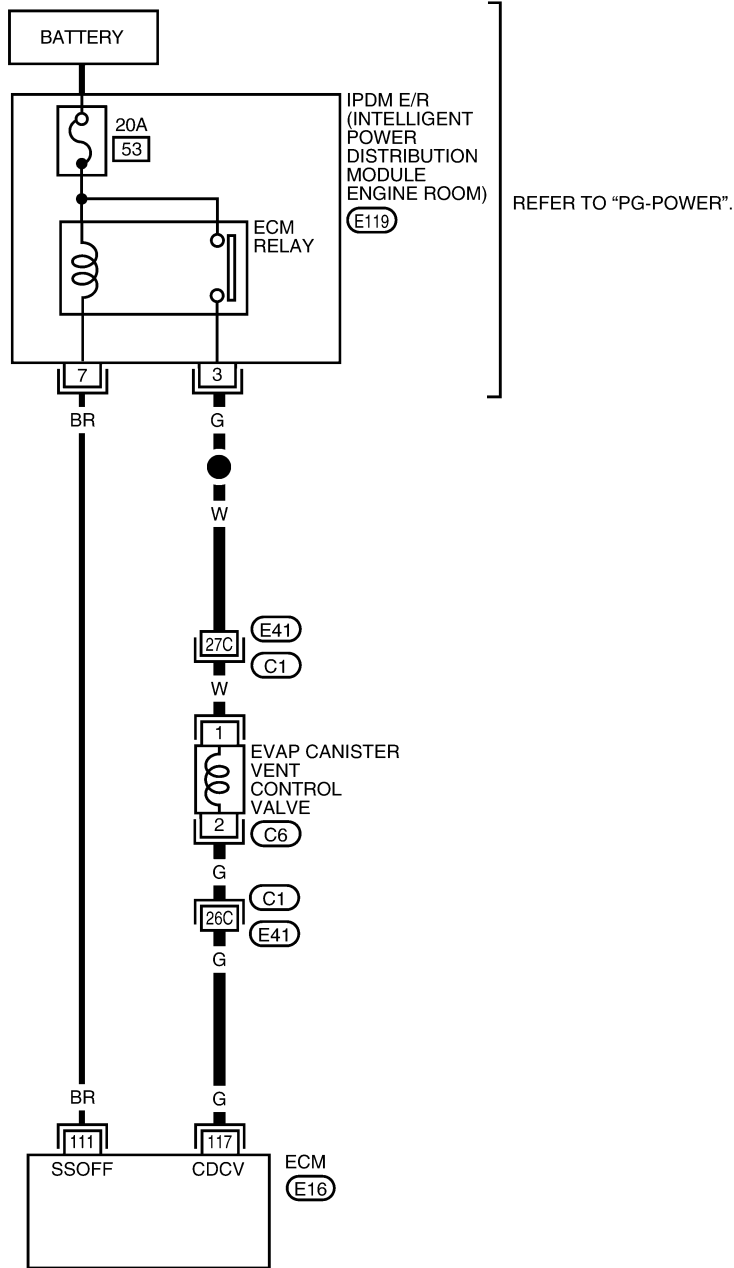 BATTERY
20A
53
IPDM E/R
(INTELLIGENT
POWER
DISTRIBUTION
MODULE
ENGINE ROOM)
E119
REFER TO “PG-POWER”.
ECM
RELAY
7
3
BR
G
W
E41
27C
C1
W
1
EVAP CANISTER
VENT
CONTROL
VALVE
2
C6
G
C1
26C
E41
G
BR
G
111
117
SSOFF
CDCV
ECM
E16